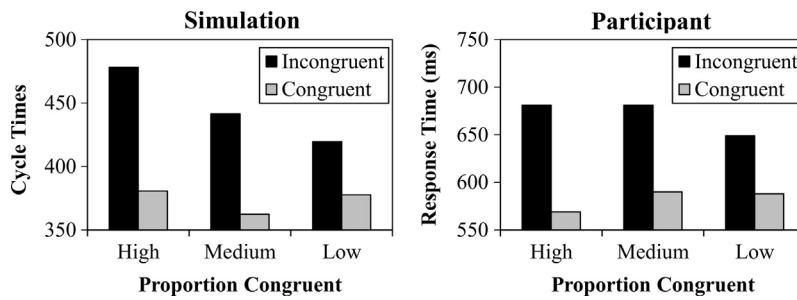 Simulation
500
450
400
350
Cycle Times
Incongruent
Congruent
High Medium Low
Proportion Congruent
Participant
750
700
650
600
550
Response Time (ms)
Incongruent
Congruent
High Medium Low
Proportion Congruent